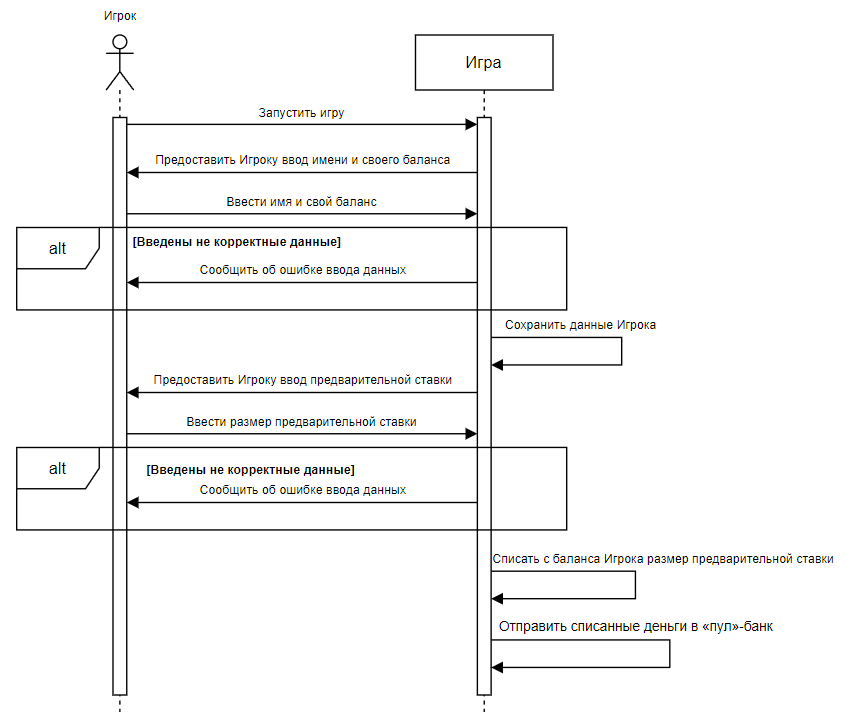 Игрок
Игра
Запустить игру
Предоставить Игроку ввод имени и своего баланса
Ввести имя и свой баланс
alt
[Введены не корректные данные]
Сообщить об ошибке ввода данных
Сохранить данные Игрока
Предоставить Игроку ввод предварительной ставки
Ввести размер предварительной ставки
alt
[Введены не корректные данные]
Сообщить об ошибке ввода данных
Списать с баланса Игрока размер предварительной ставки
Отправить списанные деньги в «пул»-банк